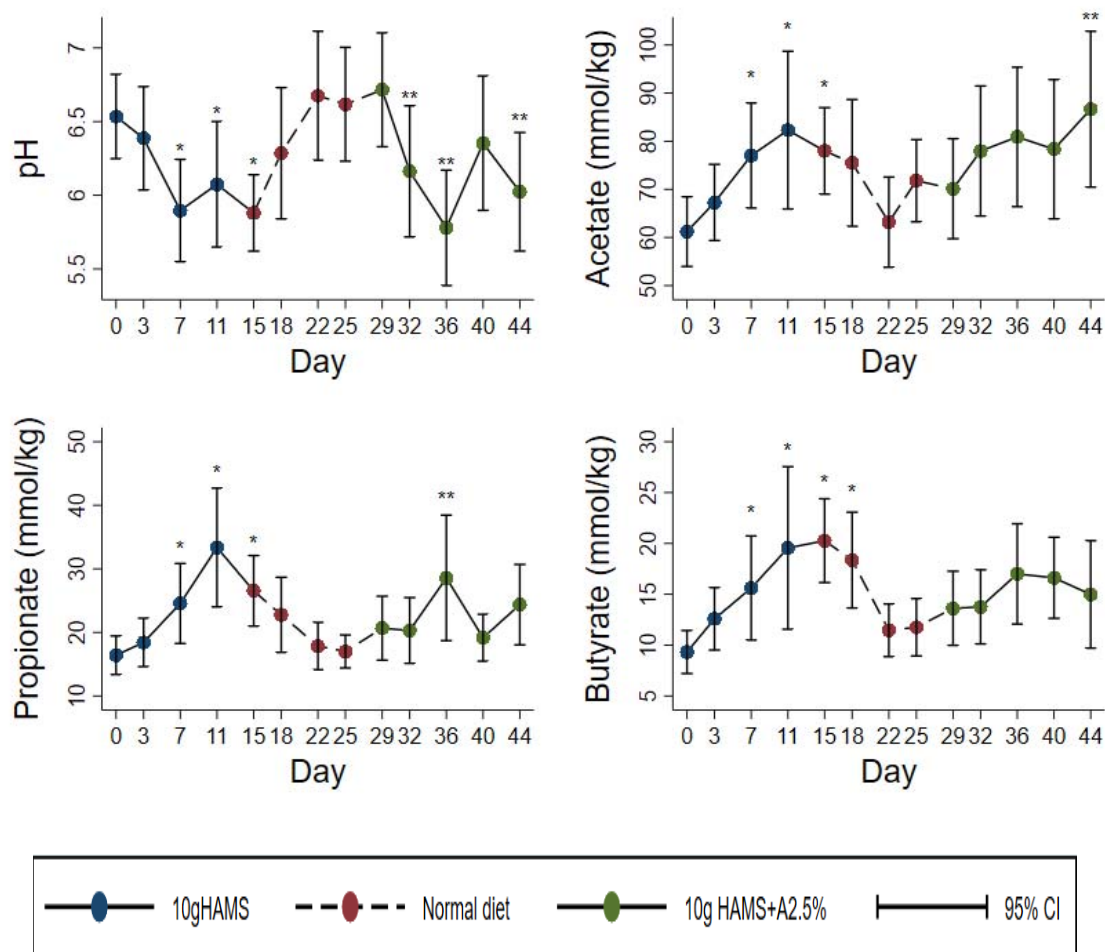 pH
7
6.5
6
5.5
* * * ** ** **
0 3 7 11 15 18 22 25 29 32 36 40 44
Day
Acetate (mmol/kg)
100
90
80
70
60
50
* * * **
0 3 7 11 15 18 22 25 29 32 36 40 44
Day
Propionate (mmol/kg)
50
40
30
20
10
* * * **
0 3 7 11 15 18 22 25 29 32 36 40 44
Day
Butyrate (mmol/kg)
30
25
20
15
10
5
* * * *
0 3 7 11 15 18 22 25 29 32 36 40 44
Day
10gHAMS Normal diet 10g HAMS+A2.5% 95% CI